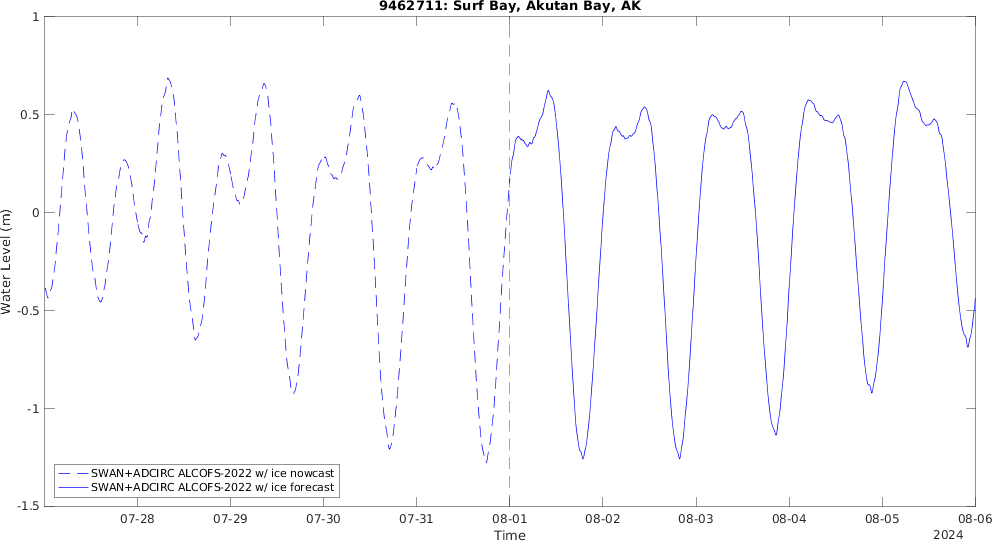 9462711: Surf Bay, Akutan Bay, AK
1
0.5
0
-0.5
-1
-1.5
Water Level (m)
SWAN+ADCIRC ALCOFS-2022 w/ ice nowcast
SWAN+ADCIRC ALCOFS-2022 w/ ice forecast
07-28 07-29 07-30 07-31 08-01 08-02 08-03 08-04 08-05 08-06
Time
2024